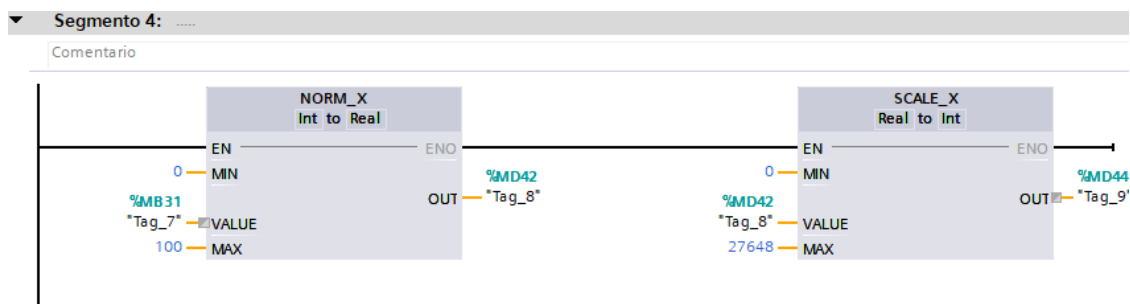 Segmento 4: .....
Comentario
NORM_X
Int to Real
EN ENO
0 MIN
%MB31
"Tag_7" VALUE
100 MAX
%MD42
OUT "Tag_8"
SCALE_X
Real to Int
EN ENO
0 MIN
%MD42
"Tag_8" VALUE
27648 MAX
%MD44
OUT "Tag_9"